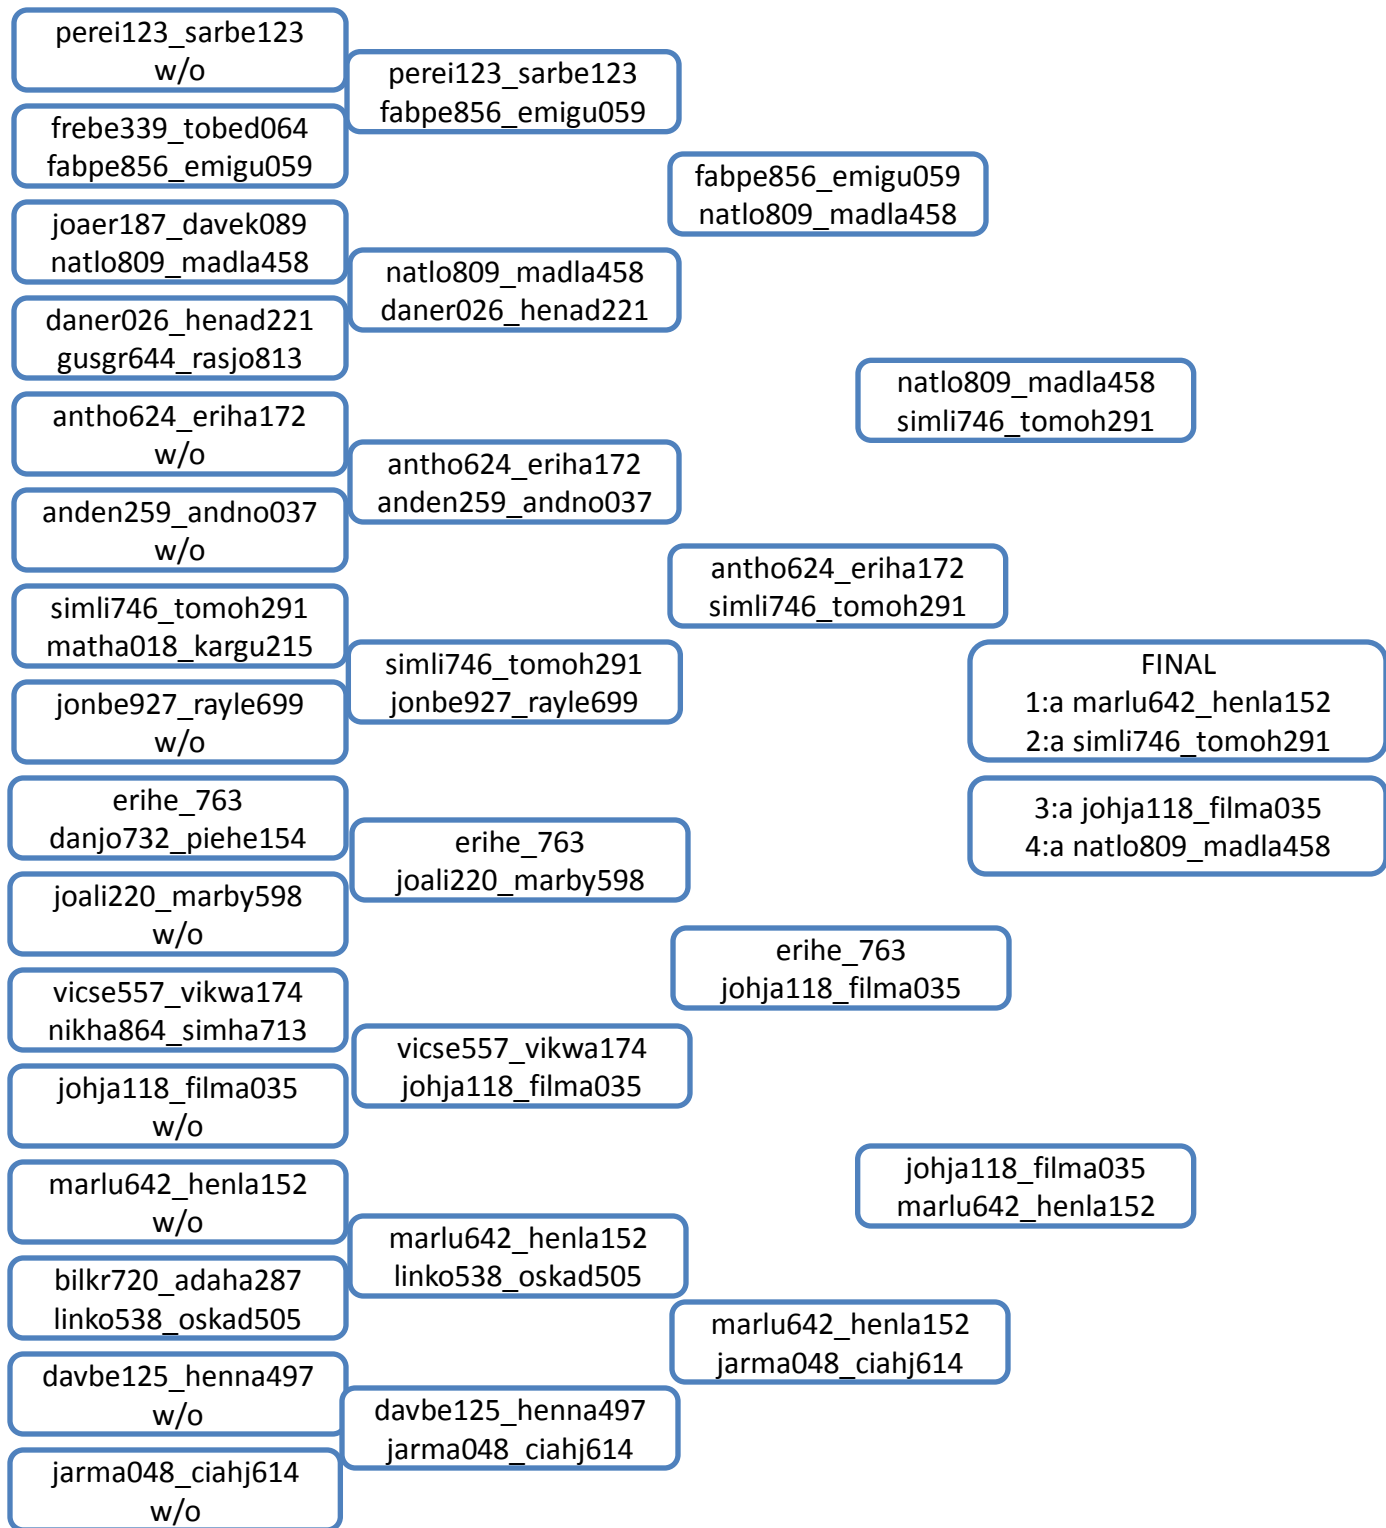 perei123_sarbe123
w/o
frebe339_tobed064
fabpe856_emigu059
joaer187_davek089
natlo809_madla458
daner026_henad221
gusgr644_rasjo813
antho624_eriha172
w/o
anden259_andno037
w/o
simli746_tomoh291
matha018_kargu215
jonbe927_rayle699
w/o
erihe_763
danjo732_piehe154
joali220_marby598
w/o
vicse557_vikwa174
nikha864_simha713
johja118_filma035
w/o
marlu642_henla152
w/o
bilkr720_adaha287
linko538_oskad505
davbe125_henna497
w/o
jarma048_ciahj614
w/o
perei123_sarbe123
fabpe856_emigu059
natlo809_madla458
daner026_henad221
antho624_eriha172
anden259_andno037
simli746_tomoh291
jonbe927_rayle699
erihe_763
joali220_marby598
vicse557_vikwa174
johja118_filma035
marlu642_henla152
linko538_oskad505
davbe125_henna497
jarma048_ciahj614
fabpe856_emigu059
natlo809_madla458
antho624_eriha172
simli746_tomoh291
erihe_763
johja118_filma035
marlu642_henla152
jarma048_ciahj614
natlo809_madla458
simli746_tomoh291
johja118_filma035
marlu642_henla152
FINAL
1:a marlu642_henla152
2:a simli746_tomoh291
3:a johja118_filma035
4:a natlo809_madla458